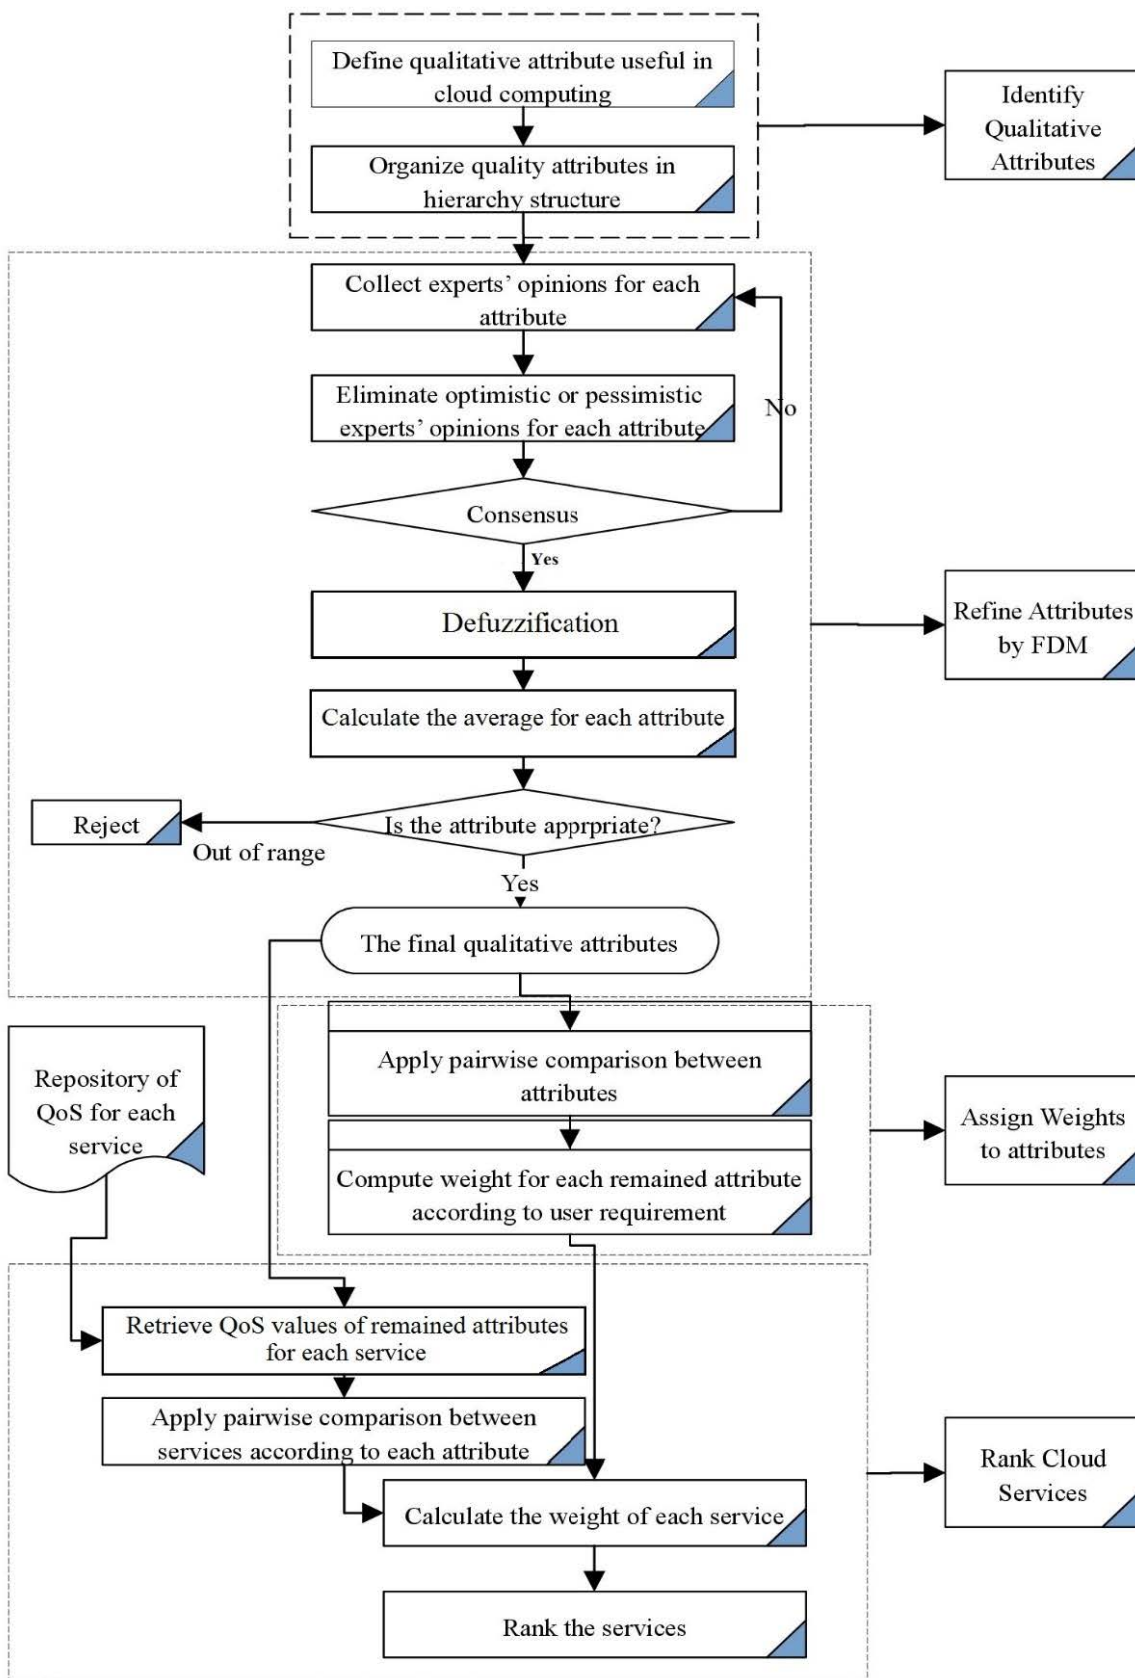 Define qualitative attribute useful in
cloud computing
Identify
Qualitative
Attributes
Organize quality attributes in
hierarchy structure
Collect experts’ opinions for each
attribute
Eliminate optimistic or pessimistic
experts’ opinions for each attribute
No
Consensus
Yes
Defuzzification
Refine Attributes
by FDM
Calculate the average for each attribute
Is the attribute apprpriate?
Reject
Out of range
Yes
The final qualitative attributes
Repository of
QoS for each
service
Apply pairwise comparison between
attributes
Assign Weights
to attributes
Compute weight for each remained attribute
according to user requirement
Retrieve QoS values of remained attributes
for each service
Apply pairwise comparison between
services according to each attribute
Rank Cloud
Services
Calculate the weight of each service
Rank the services